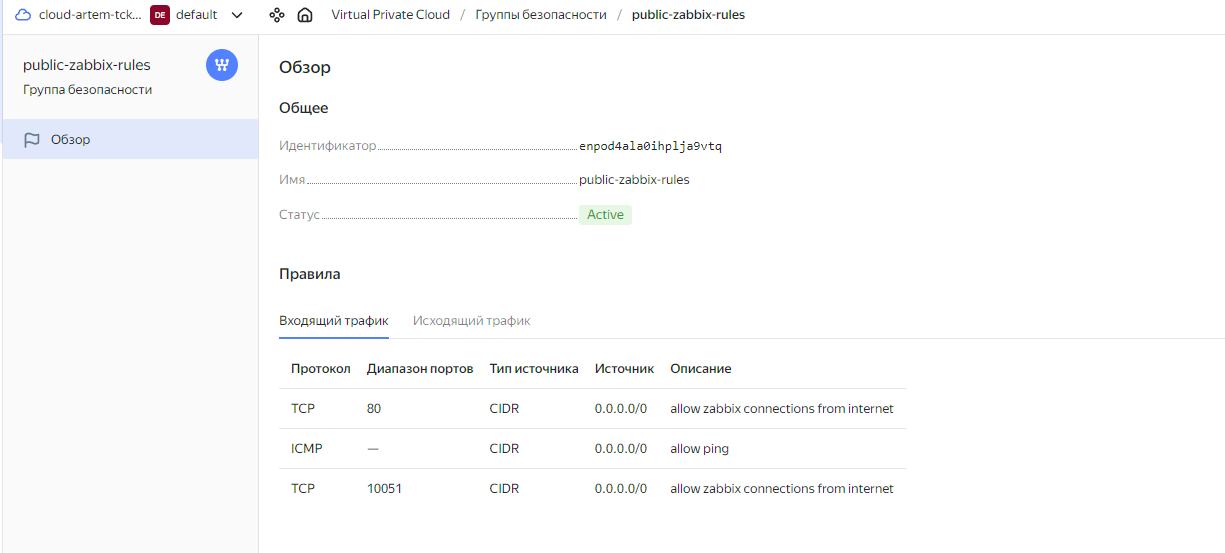 cloud-artem-tck... DE default Virtual Private Cloud / Группы безопасности / public-zabbix-rules
public-zabbix-rules
Группа безопасности
Обзор
Обзор
Общее
Идентификатор enpod4ala0ihplja9vtq
Имя public-zabbix-rules
Статус Active
Правила
Входящий трафик Исходящий трафик
Протокол Диапазон портов Тип источника Источник Описание
TCP 80 CIDR 0.0.0.0/0 allow zabbix connections from internet
ICMP — CIDR 0.0.0.0/0 allow ping
TCP 10051 CIDR 0.0.0.0/0 allow zabbix connections from internet